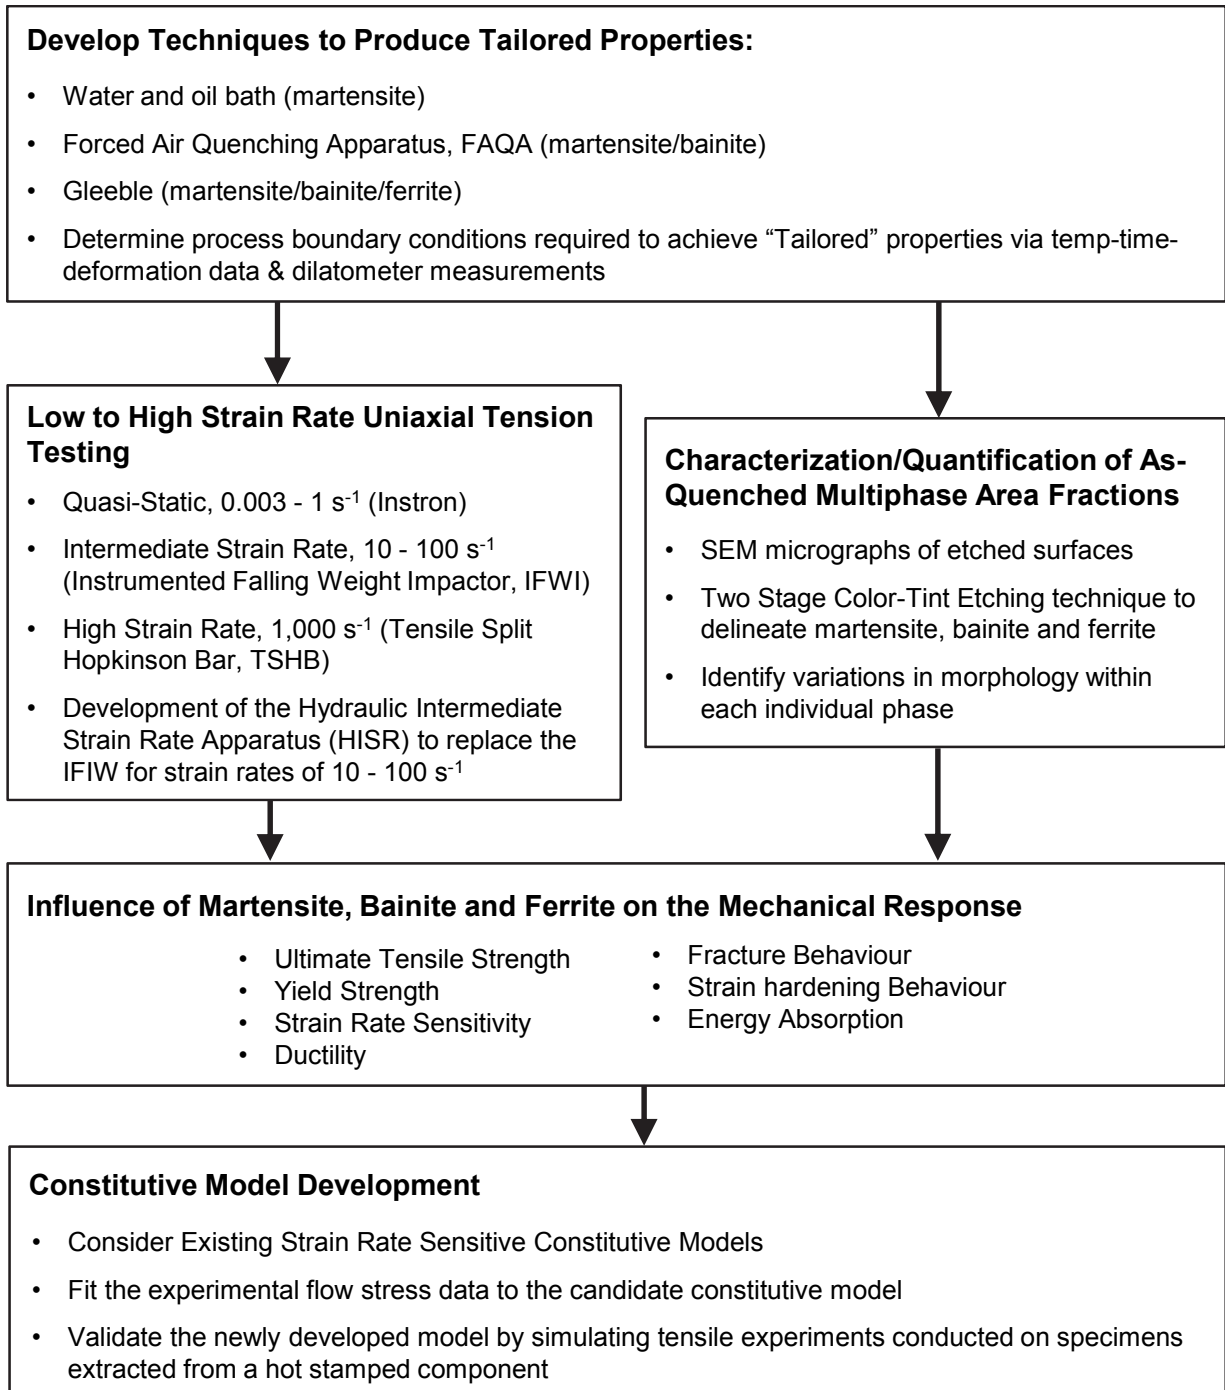 Develop Techniques to Produce Tailored Properties:
• Water and oil bath (martensite)
• Forced Air Quenching Apparatus, FAQA (martensite/bainite)
• Gleeble (martensite/bainite/ferrite)
• Determine process boundary conditions required to achieve “Tailored” properties via temp-time-
deformation data & dilatometer measurements
Low to High Strain Rate Uniaxial Tension
Testing
• Quasi-Static, 0.003 - 1 s⁻¹ (Instron)
• Intermediate Strain Rate, 10 - 100 s⁻¹
(Instrumented Falling Weight Impactor, IFWI)
• High Strain Rate, 1,000 s⁻¹ (Tensile Split
Hopkinson Bar, TSHB)
• Development of the Hydraulic Intermediate
Strain Rate Apparatus (HISR) to replace the
IFIW for strain rates of 10 - 100 s⁻¹
Characterization/Quantification of As-
Quenched Multiphase Area Fractions
• SEM micrographs of etched surfaces
• Two Stage Color-Tint Etching technique to
delineate martensite, bainite and ferrite
• Identify variations in morphology within
each individual phase
Influence of Martensite, Bainite and Ferrite on the Mechanical Response
• Ultimate Tensile Strength
• Yield Strength
• Strain Rate Sensitivity
• Ductility
• Fracture Behaviour
• Strain hardening Behaviour
• Energy Absorption
Constitutive Model Development
• Consider Existing Strain Rate Sensitive Constitutive Models
• Fit the experimental flow stress data to the candidate constitutive model
• Validate the newly developed model by simulating tensile experiments conducted on specimens
extracted from a hot stamped component